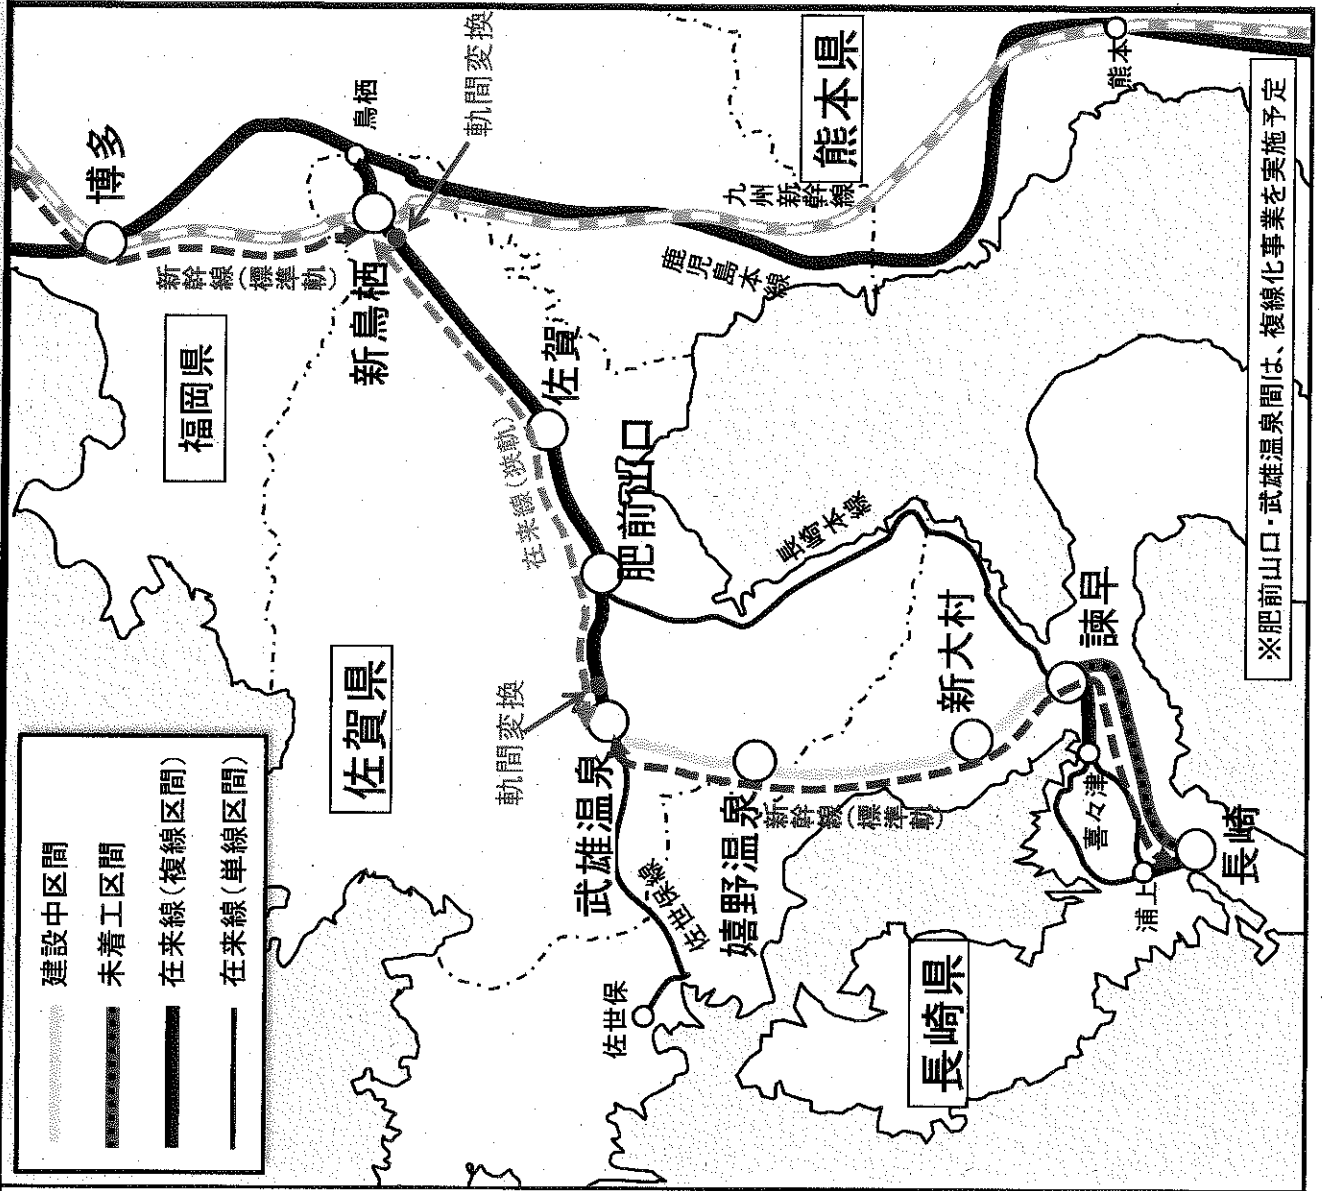 建設中区間
未着工区間
在来線(複線区間)
在来線(単線区間)
福岡県
佐賀県
長崎県
熊本県
博多
新幹線(標準軌)
鳥栖
新鳥栖
軌間変換
九州新幹線
鹿児島本線
熊本
佐賀
在来線(狭軌)
肥前山口
長崎本線
軌間変換
武雄温泉
佐世保線
佐世保
嬉野温泉
新幹線(標準軌)
新大村
諫早
喜々津
浦上
長崎
※肥前山口・武雄温泉間は、複線化事業を実施予定